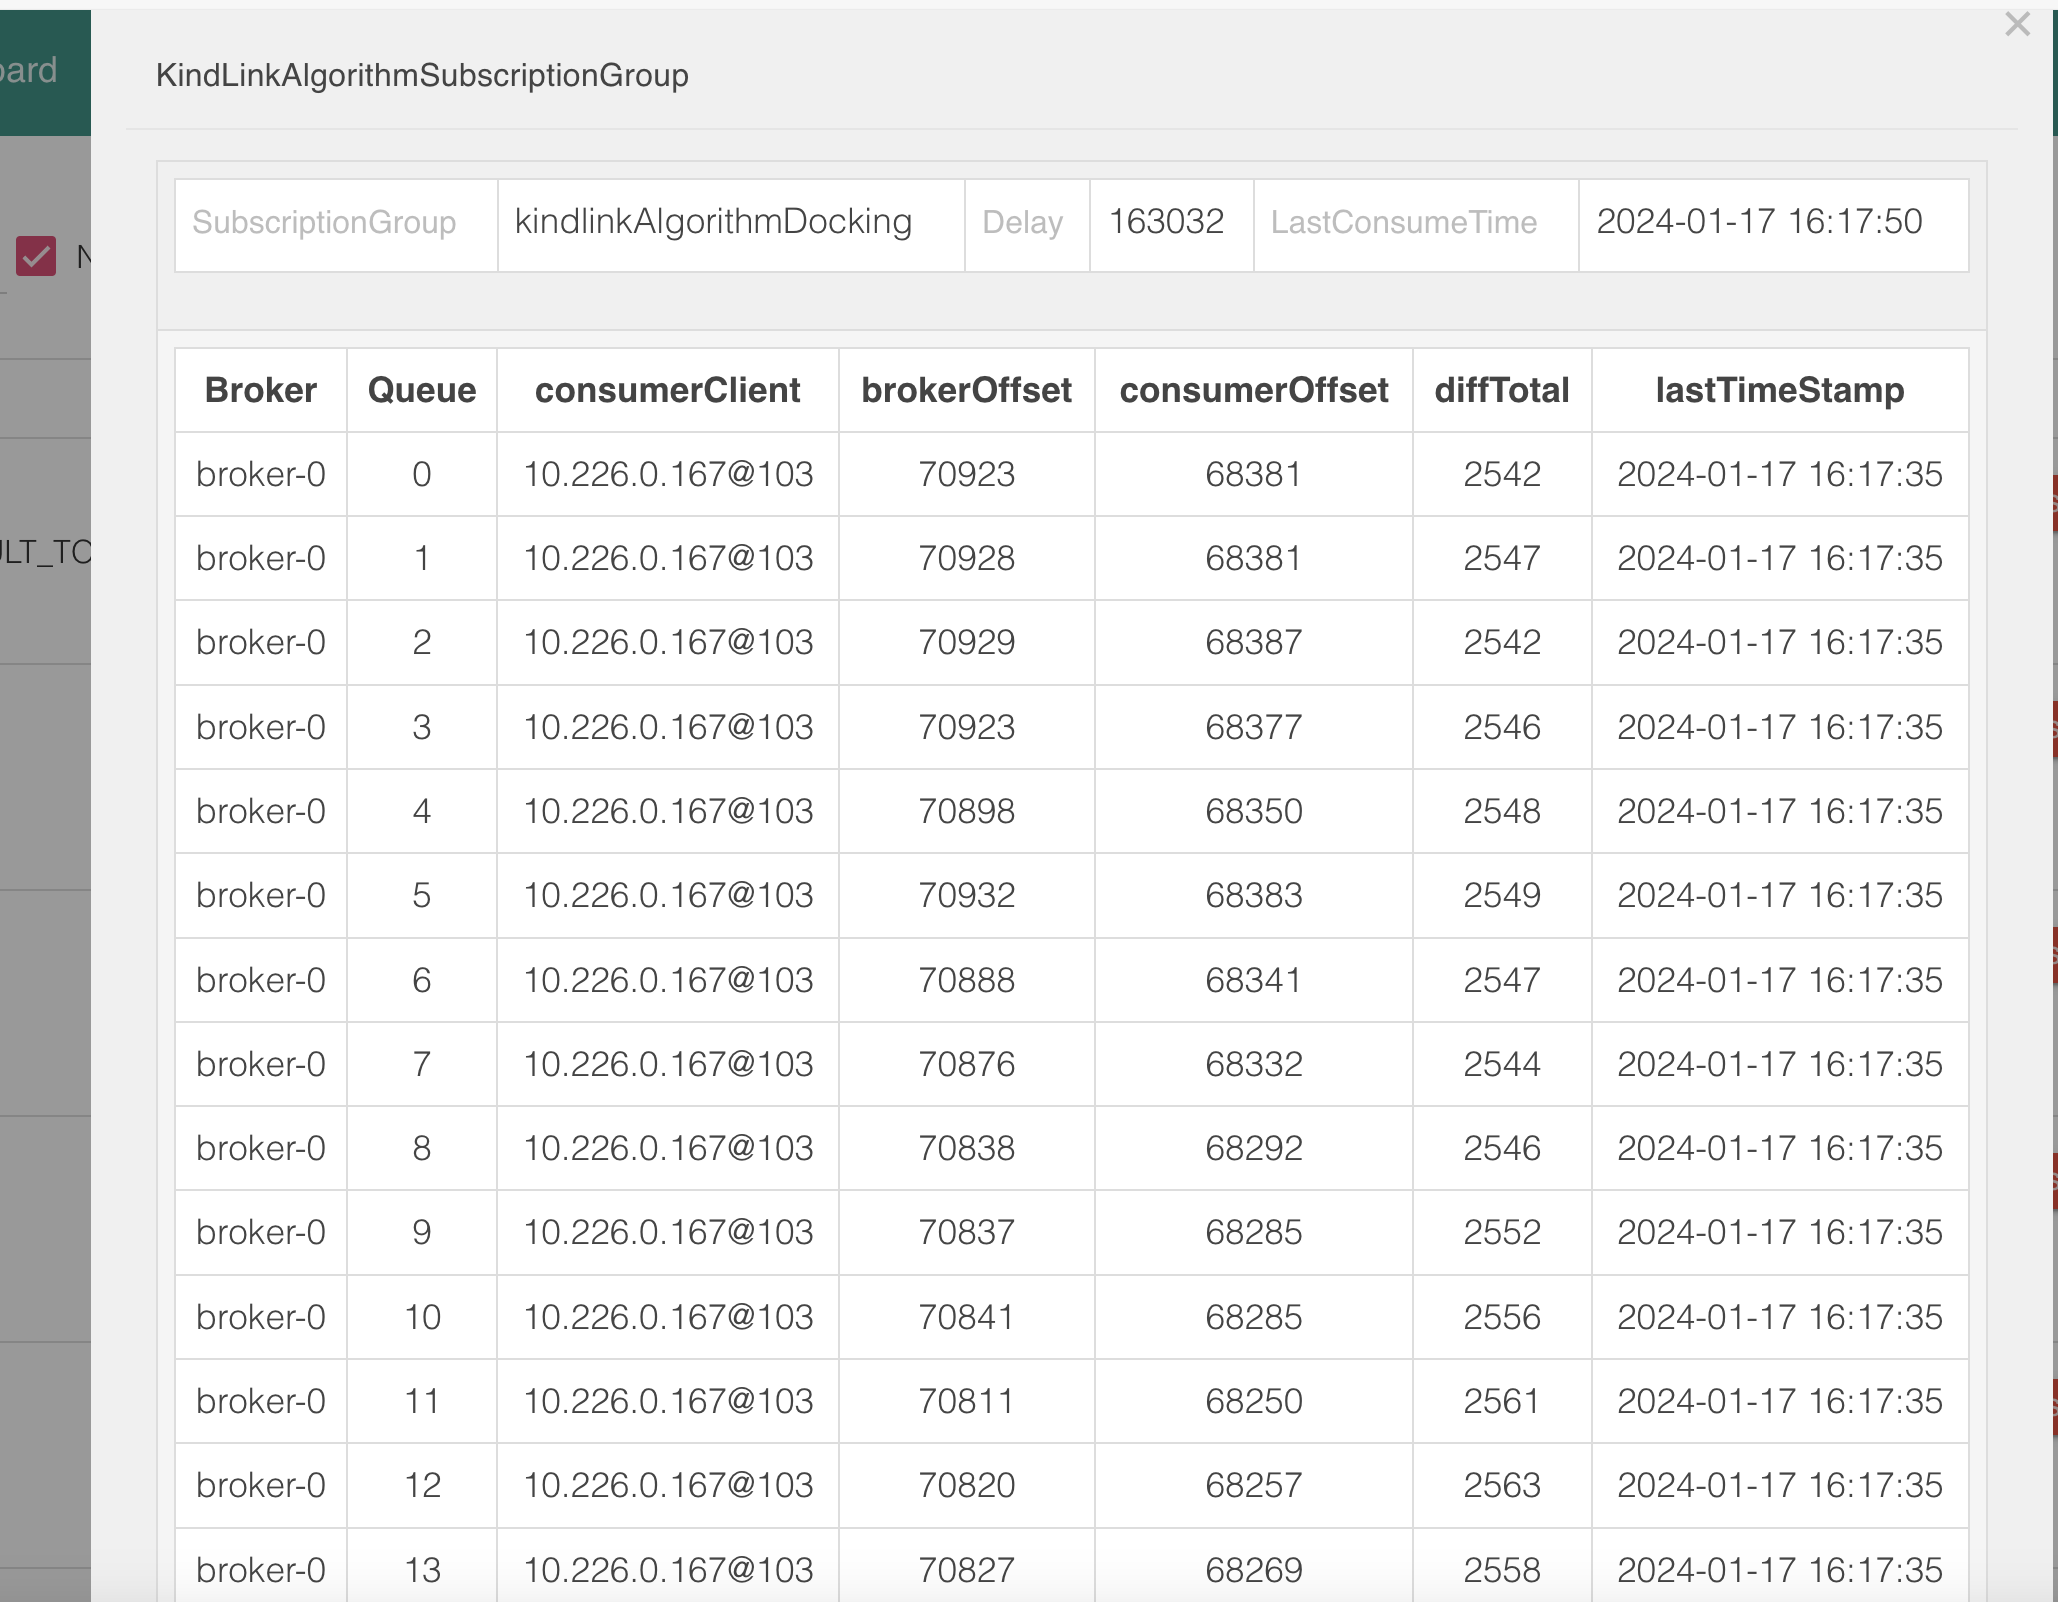 ard
KindLinkAlgorithmSubscriptionGroup
SubscriptionGroup kindlinkAlgorithmDocking Delay 163032 LastConsumeTime 2024-01-17 16:17:50
N
Broker Queue consumerClient brokerOffset consumerOffset diffTotal lastTimeStamp
broker-0 0 10.226.0.167@103 70923 68381 2542 2024-01-17 16:17:35
broker-0 1 10.226.0.167@103 70928 68381 2547 2024-01-17 16:17:35
LT_TO
broker-0 2 10.226.0.167@103 70929 68387 2542 2024-01-17 16:17:35
broker-0 3 10.226.0.167@103 70923 68377 2546 2024-01-17 16:17:35
broker-0 4 10.226.0.167@103 70898 68350 2548 2024-01-17 16:17:35
broker-0 5 10.226.0.167@103 70932 68383 2549 2024-01-17 16:17:35
broker-0 6 10.226.0.167@103 70888 68341 2547 2024-01-17 16:17:35
broker-0 7 10.226.0.167@103 70876 68332 2544 2024-01-17 16:17:35
broker-0 8 10.226.0.167@103 70838 68292 2546 2024-01-17 16:17:35
broker-0 9 10.226.0.167@103 70837 68285 2552 2024-01-17 16:17:35
broker-0 10 10.226.0.167@103 70841 68285 2556 2024-01-17 16:17:35
broker-0 11 10.226.0.167@103 70811 68250 2561 2024-01-17 16:17:35
broker-0 12 10.226.0.167@103 70820 68257 2563 2024-01-17 16:17:35
broker-0 13 10.226.0.167@103 70827 68269 2558 2024-01-17 16:17:35